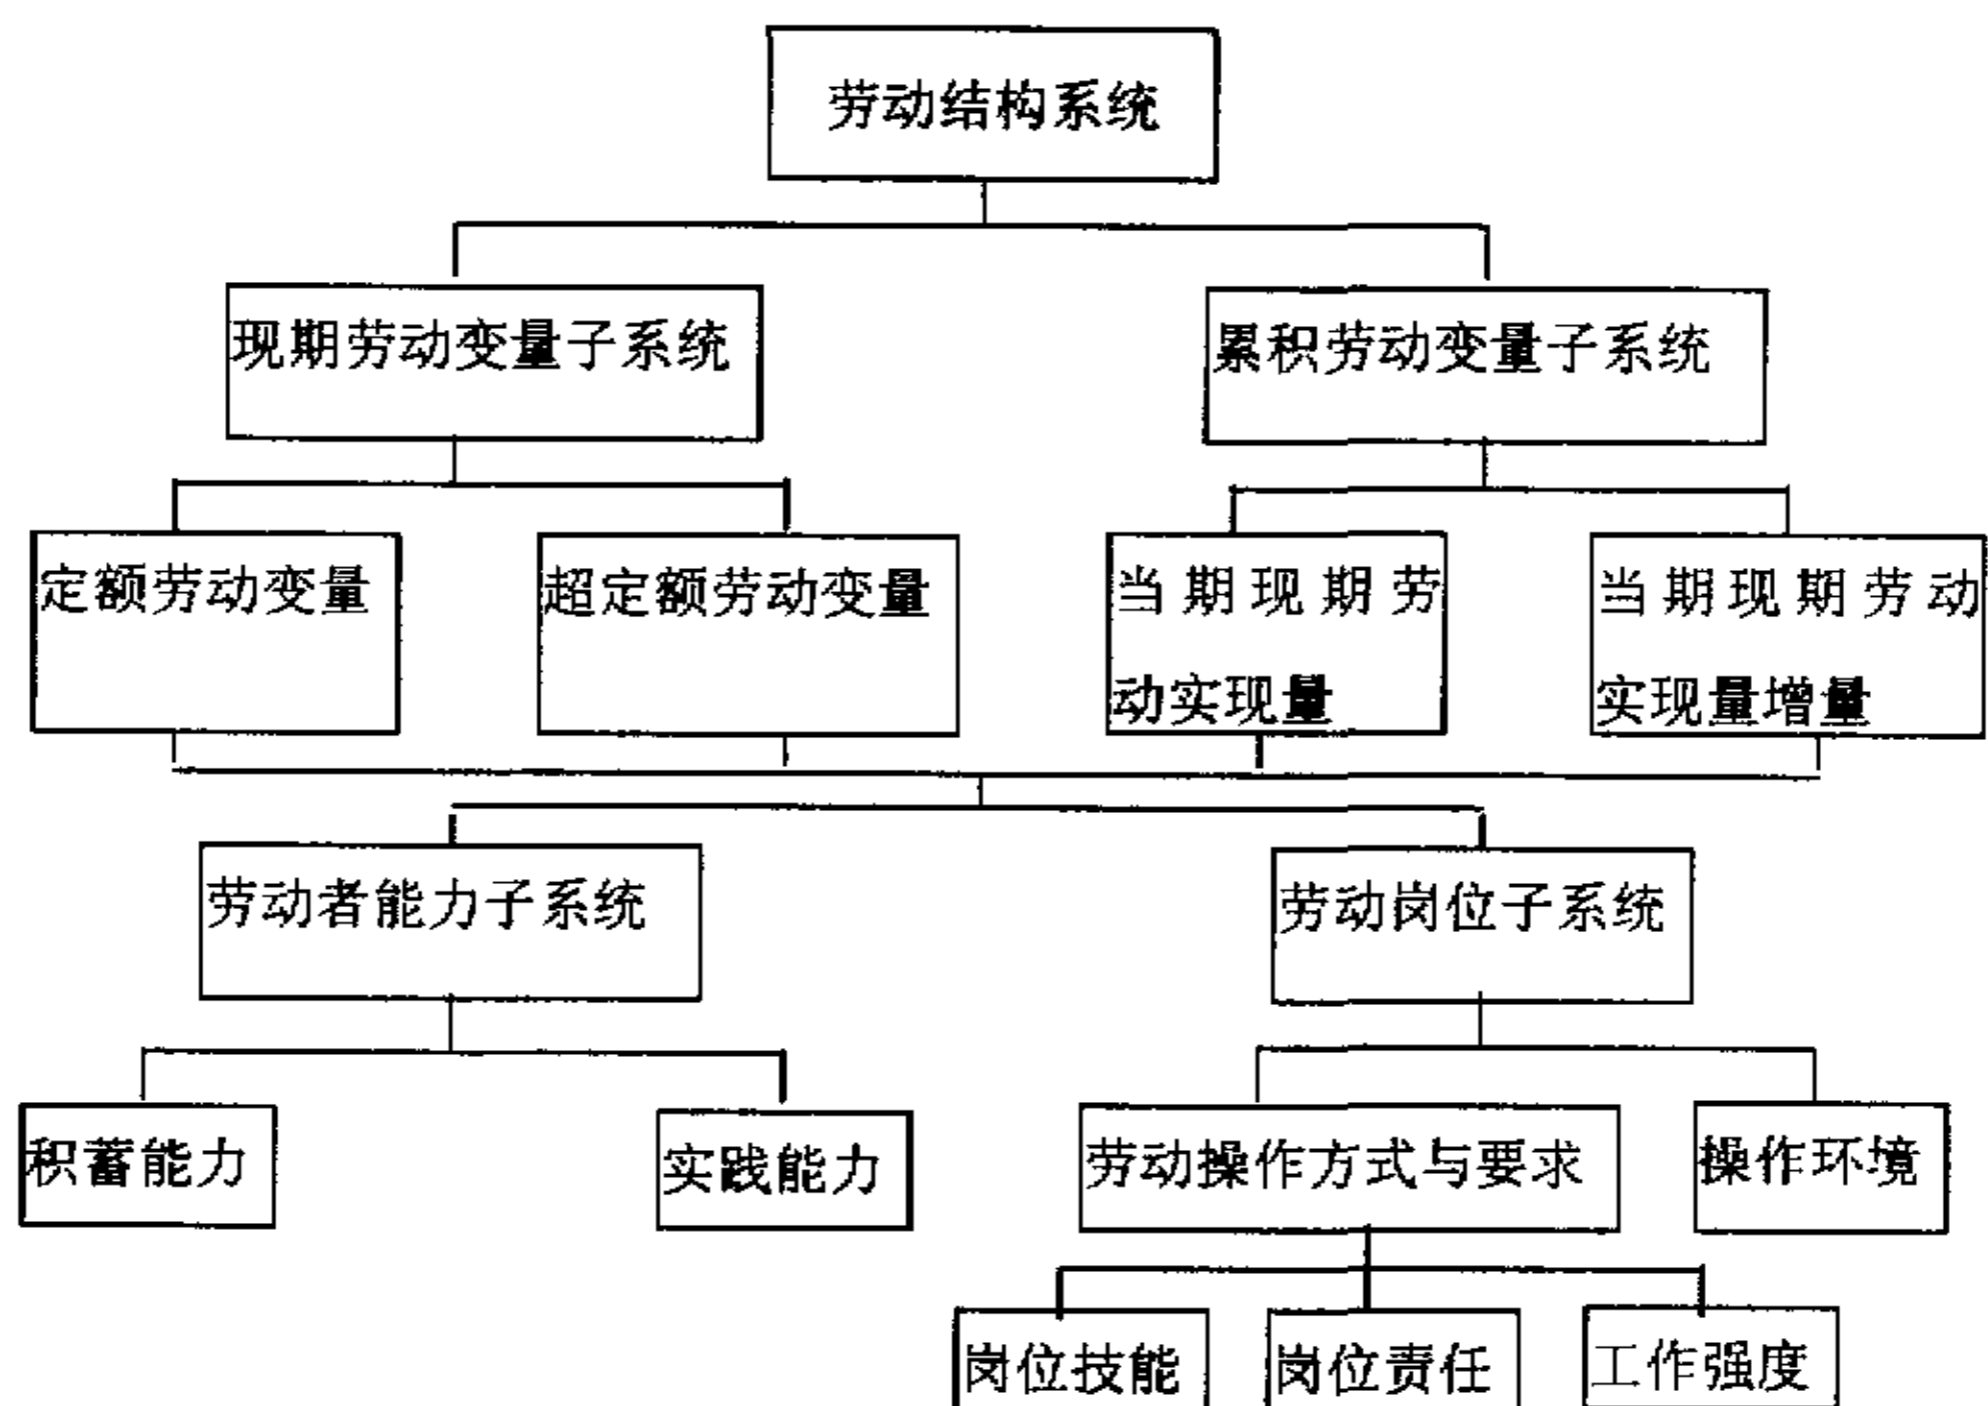 劳动结构系统
现期劳动变量子系统
累积劳动变量子系统
定额劳动变量
超定额劳动变量
当期现期劳
动实现量
当期现期劳动
实现量增量
劳动者能力子系统
劳动岗位子系统
积蓄能力
实践能力
劳动操作方式与要求
操作环境
岗位技能
岗位责任
工作强度